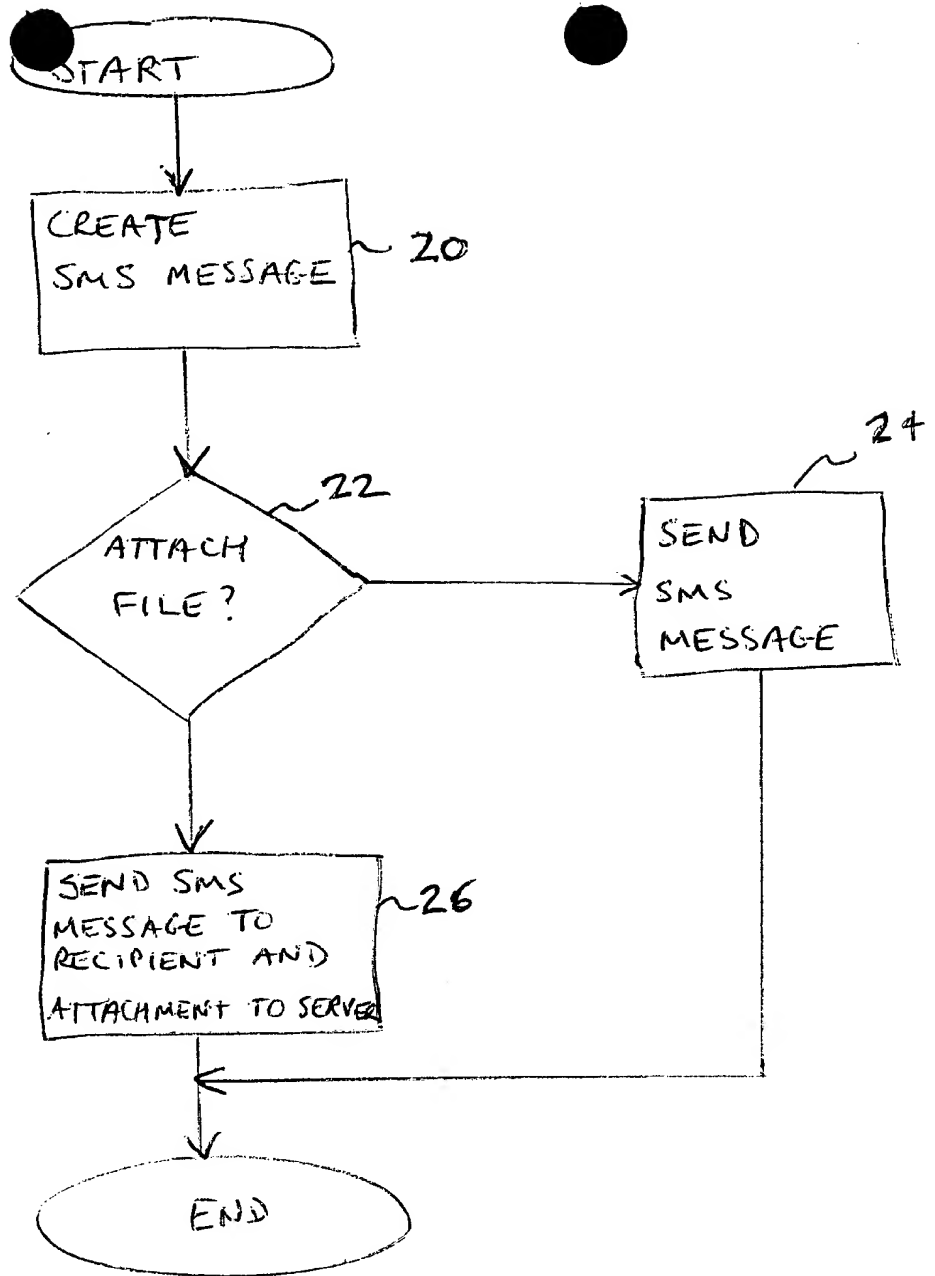 START
CREATE
SMS MESSAGE
20
22
ATTACH
FILE?
24
SEND
SMS
MESSAGE
SEND SMS
MESSAGE TO
RECIPIENT AND
ATTACHMENT TO SERVER
26
END